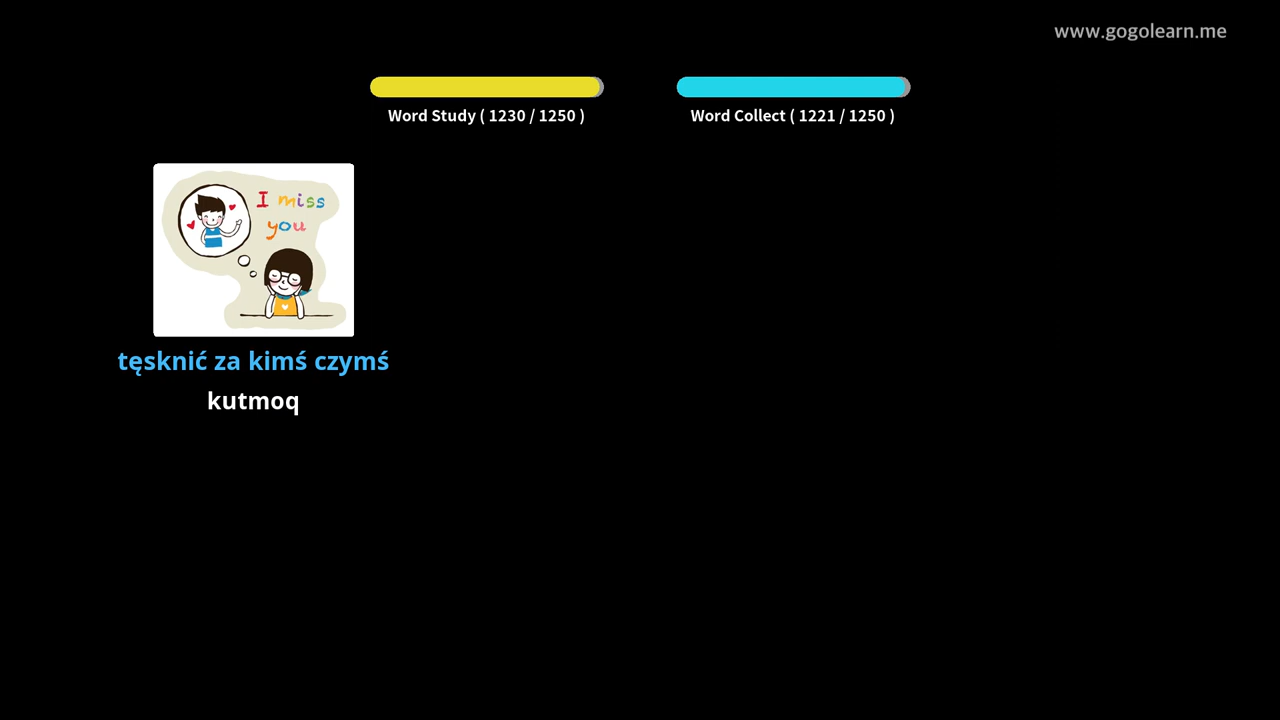 www.gogolearn.me
Word Study ( 1230 / 1250 )
Word Collect ( 1221 / 1250 )
I miss
you
tęsknić za kimś czymś
kutmoq